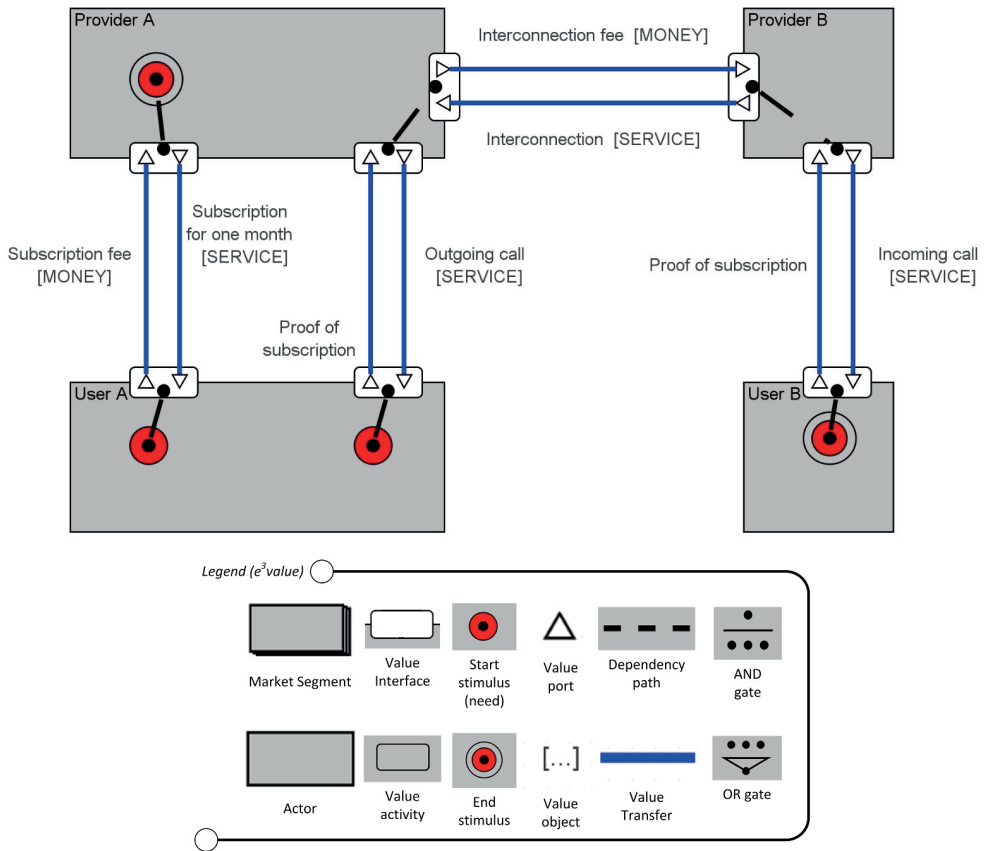 Provider A
Provider B
Interconnection fee [MONEY]
Interconnection [SERVICE]
Subscription fee
[MONEY]
Subscription
for one month
[SERVICE]
Outgoing call
[SERVICE]
Proof of
subscription
Proof of subscription
Incoming call
[SERVICE]
User A
User B
Legend (e³value)
Market Segment
Value
Interface
Start
stimulus
(need)
Value
port
Dependency
path
AND
gate
[...]
Actor
Value
activity
End
stimulus
Value
object
Value
Transfer
OR gate